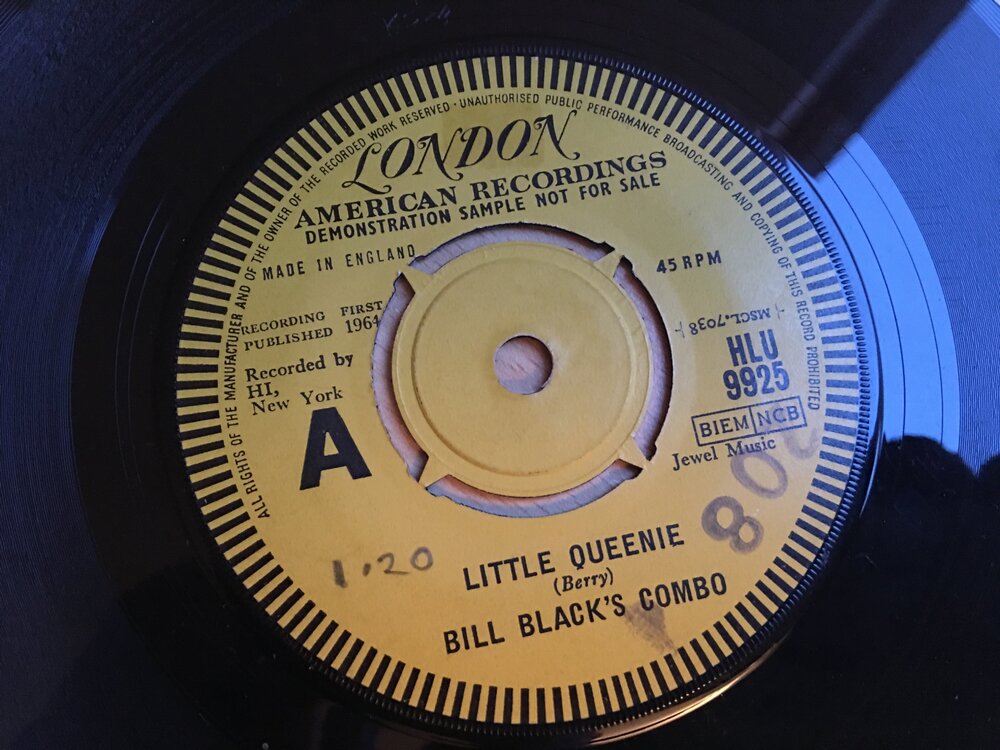 ALL RIGHTS OF THE MANUFACTURER AND OF THE OWNER OF THE RECORDED WORK RESERVED · UNAUTHORISED PUBLIC PERFORMANCE BROADCASTING AND COPYING OF THIS RECORD PROHIBITED
LONDON
AMERICAN RECORDINGS
DEMONSTRATION SAMPLE NOT FOR SALE
MADE IN ENGLAND
45 RPM
RECORDING FIRST
PUBLISHED 1964
MSCL.7038
Recorded by
HI,
New York
HLU
9925
BIEM NCB
Jewel Music
A
800
1.20
LITTLE QUEENIE
(Berry)
BILL BLACK'S COMBO